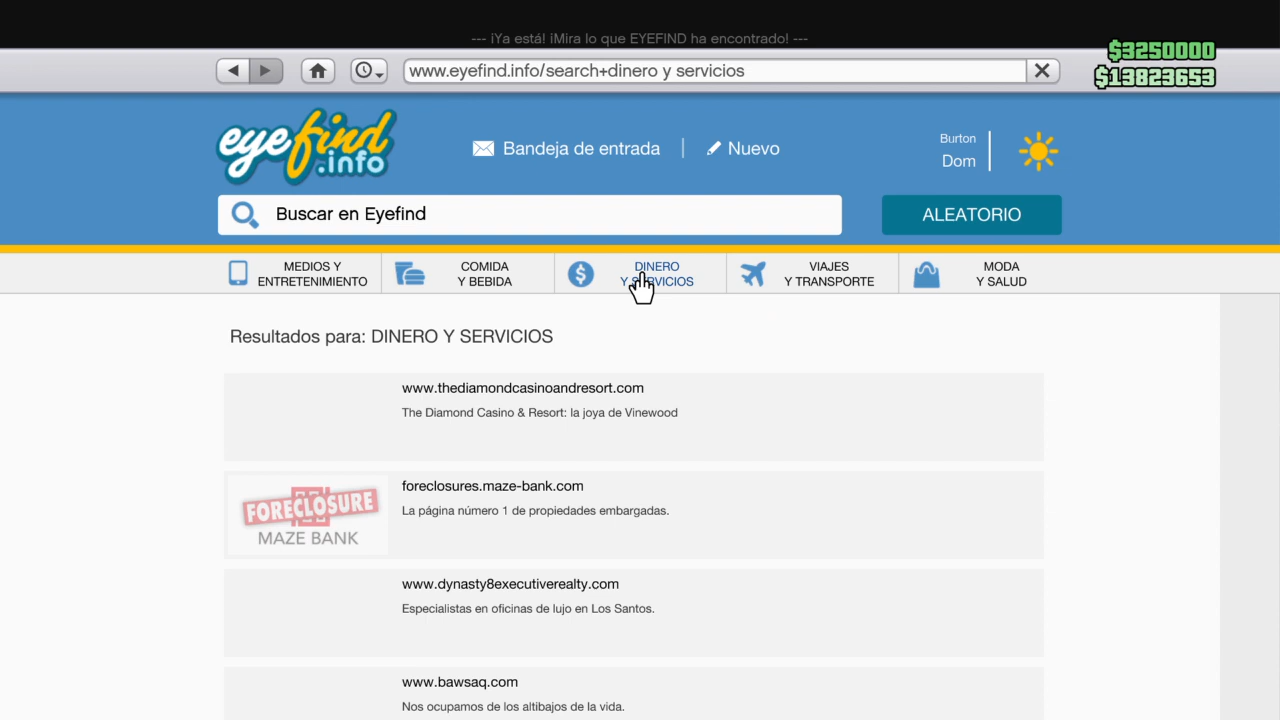 --- ¡Ya está! ¡Mira lo que EYEFIND ha encontrado! ---
$3250000
www.eyefind.info/search+dinero y servicios
$13823653
eyefind.info
Bandeja de entrada
Nuevo
Burton
Dom
Buscar en Eyefind
ALEATORIO
MEDIOS Y
ENTRETENIMIENTO
COMIDA
Y BEBIDA
DINERO
Y SERVICIOS
VIAJES
Y TRANSPORTE
MODA
Y SALUD
Resultados para: DINERO Y SERVICIOS
www.thediamondcasinoandresort.com
The Diamond Casino & Resort: la joya de Vinewood
FORECLOSURE
MAZE BANK
foreclosures.maze-bank.com
La página número 1 de propiedades embargadas.
www.dynasty8executiverealty.com
Especialistas en oficinas de lujo en Los Santos.
www.bawsaq.com
Nos ocupamos de los altibajos de la vida.